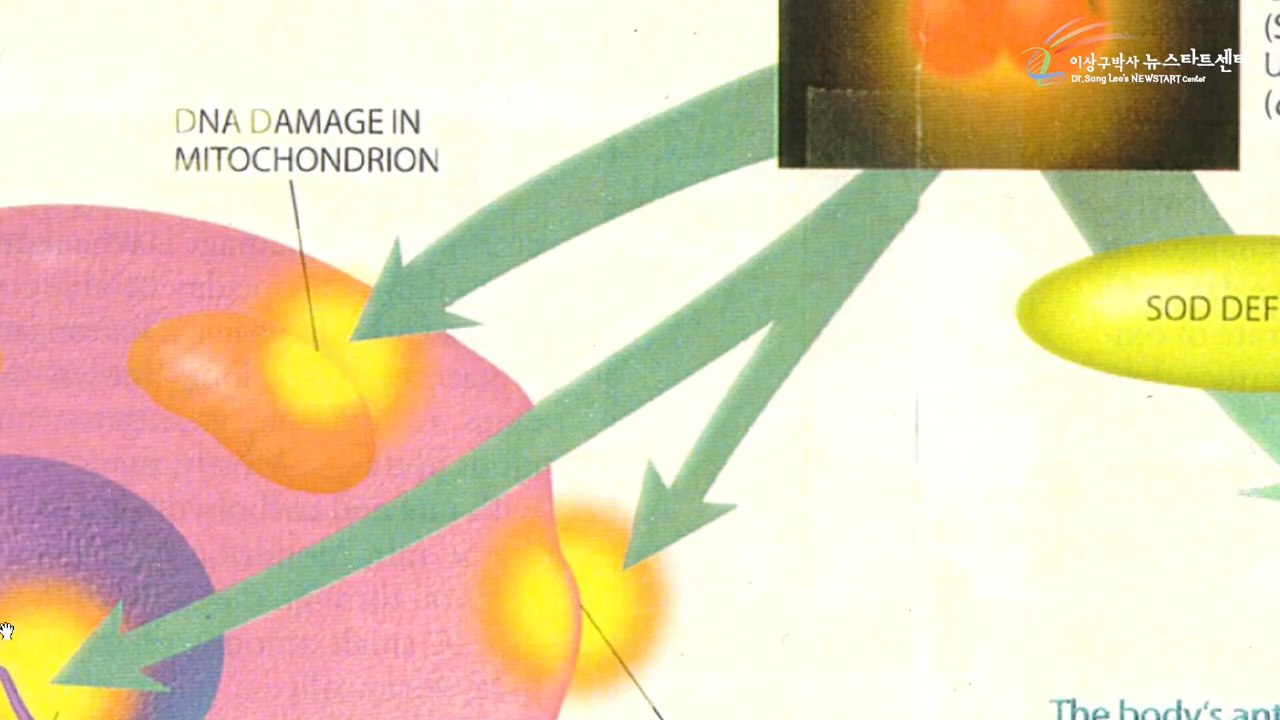 이상구박사 뉴스타트센터
Dr. Sang Lee's NEWSTART Center
DNA DAMAGE IN
MITOCHONDRION
SOD DEF
The body's ant